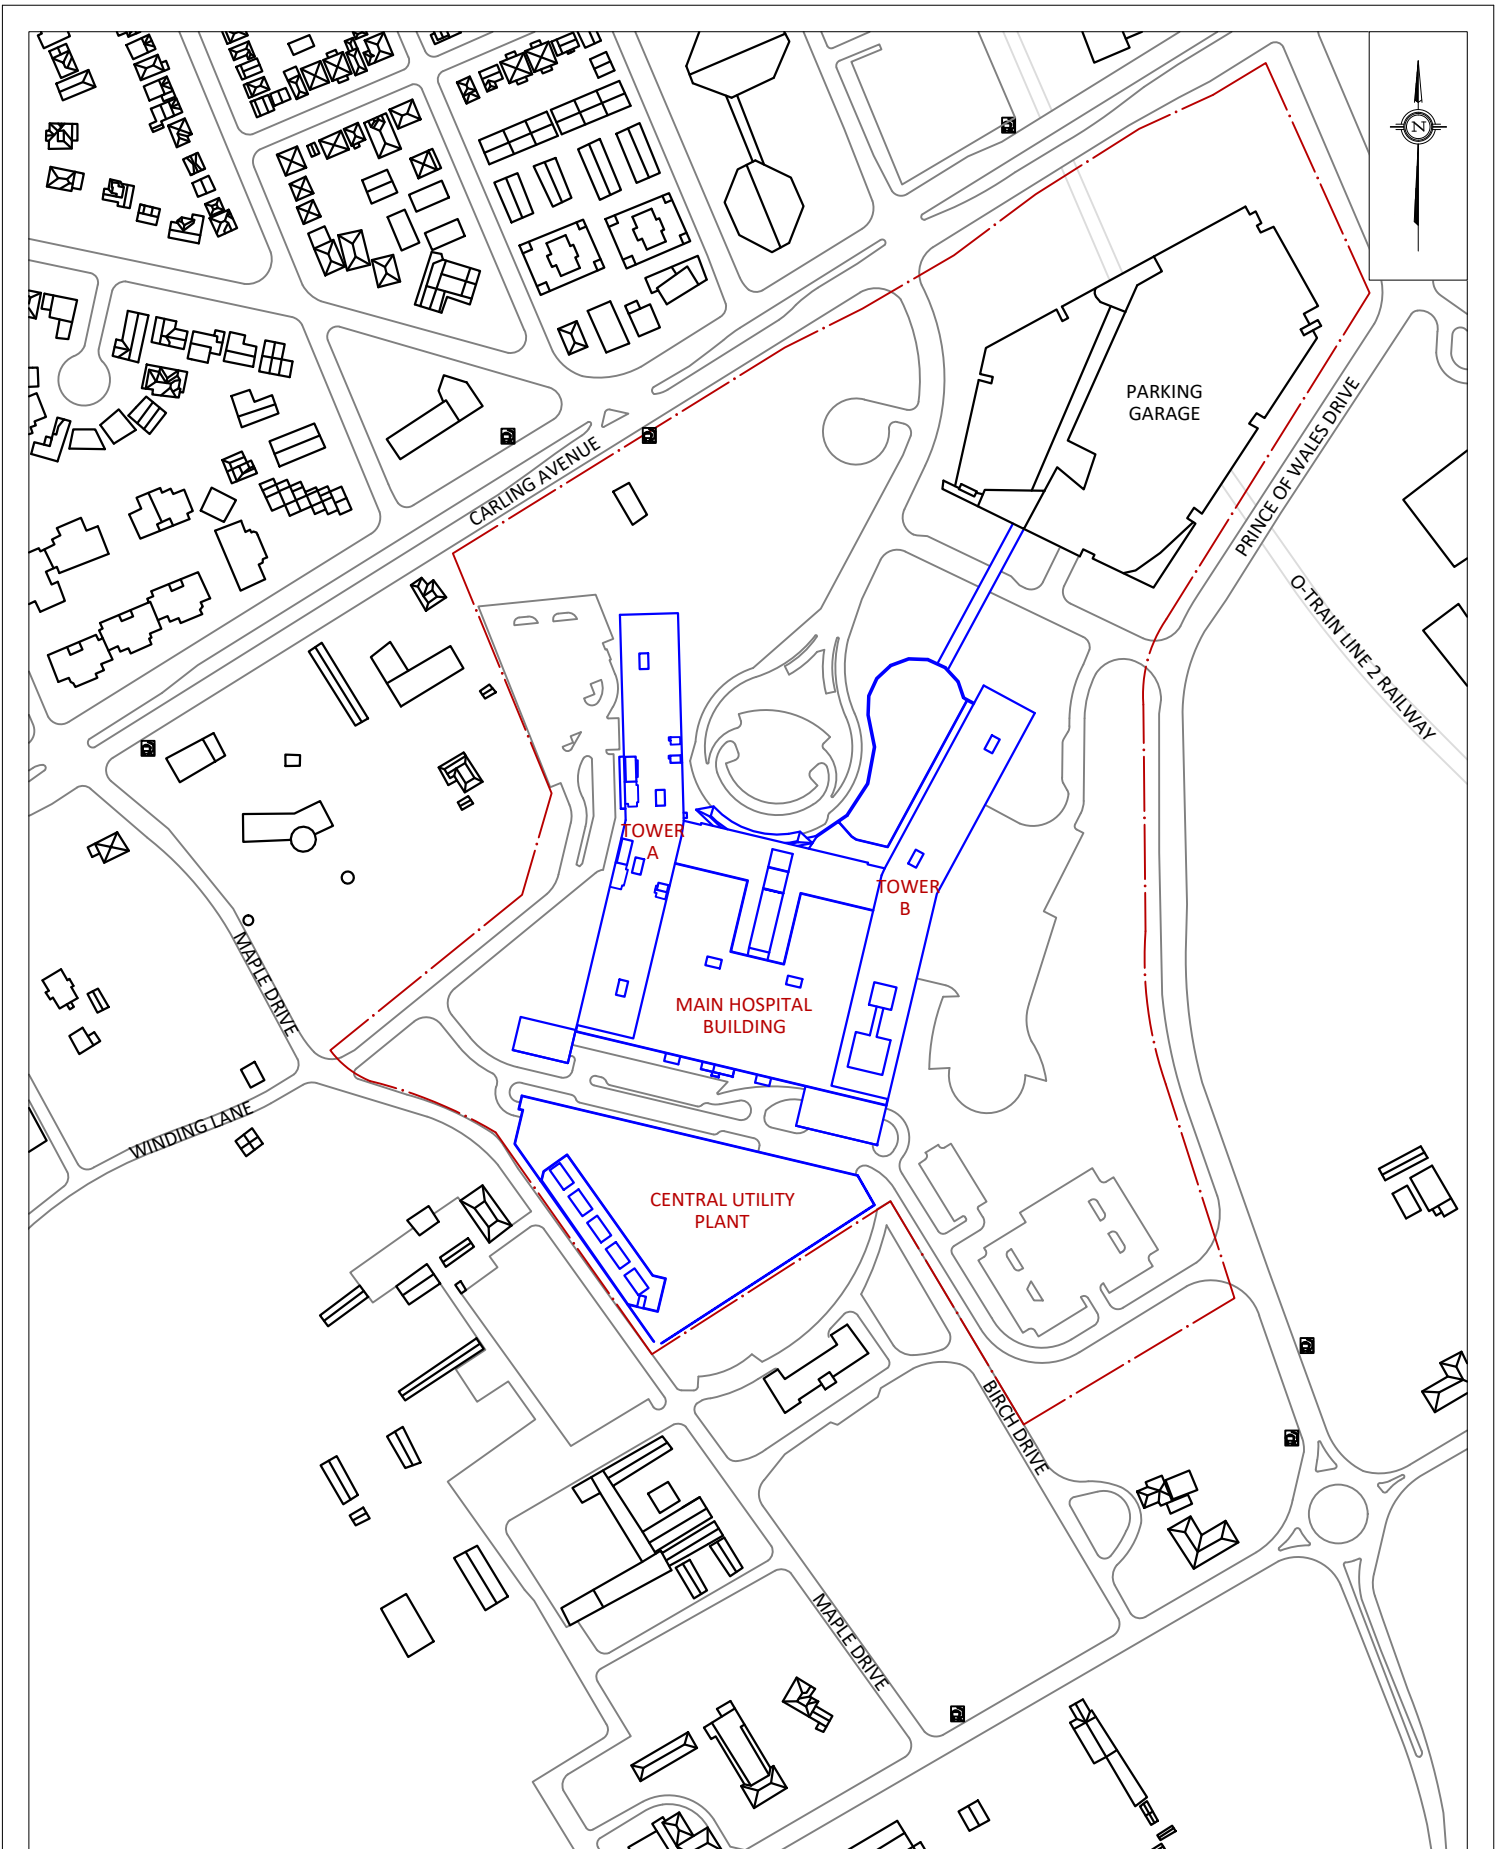 N
PARKING
GARAGE
CARLING AVENUE
PRINCE OF WALES DRIVE
O-TRAIN LINE 2 RAILWAY
TOWER
A
TOWER
B
MAPLE DRIVE
MAIN HOSPITAL
BUILDING
WINDING LANE
CENTRAL UTILITY
PLANT
BIRCH DRIVE
MAPLE DRIVE